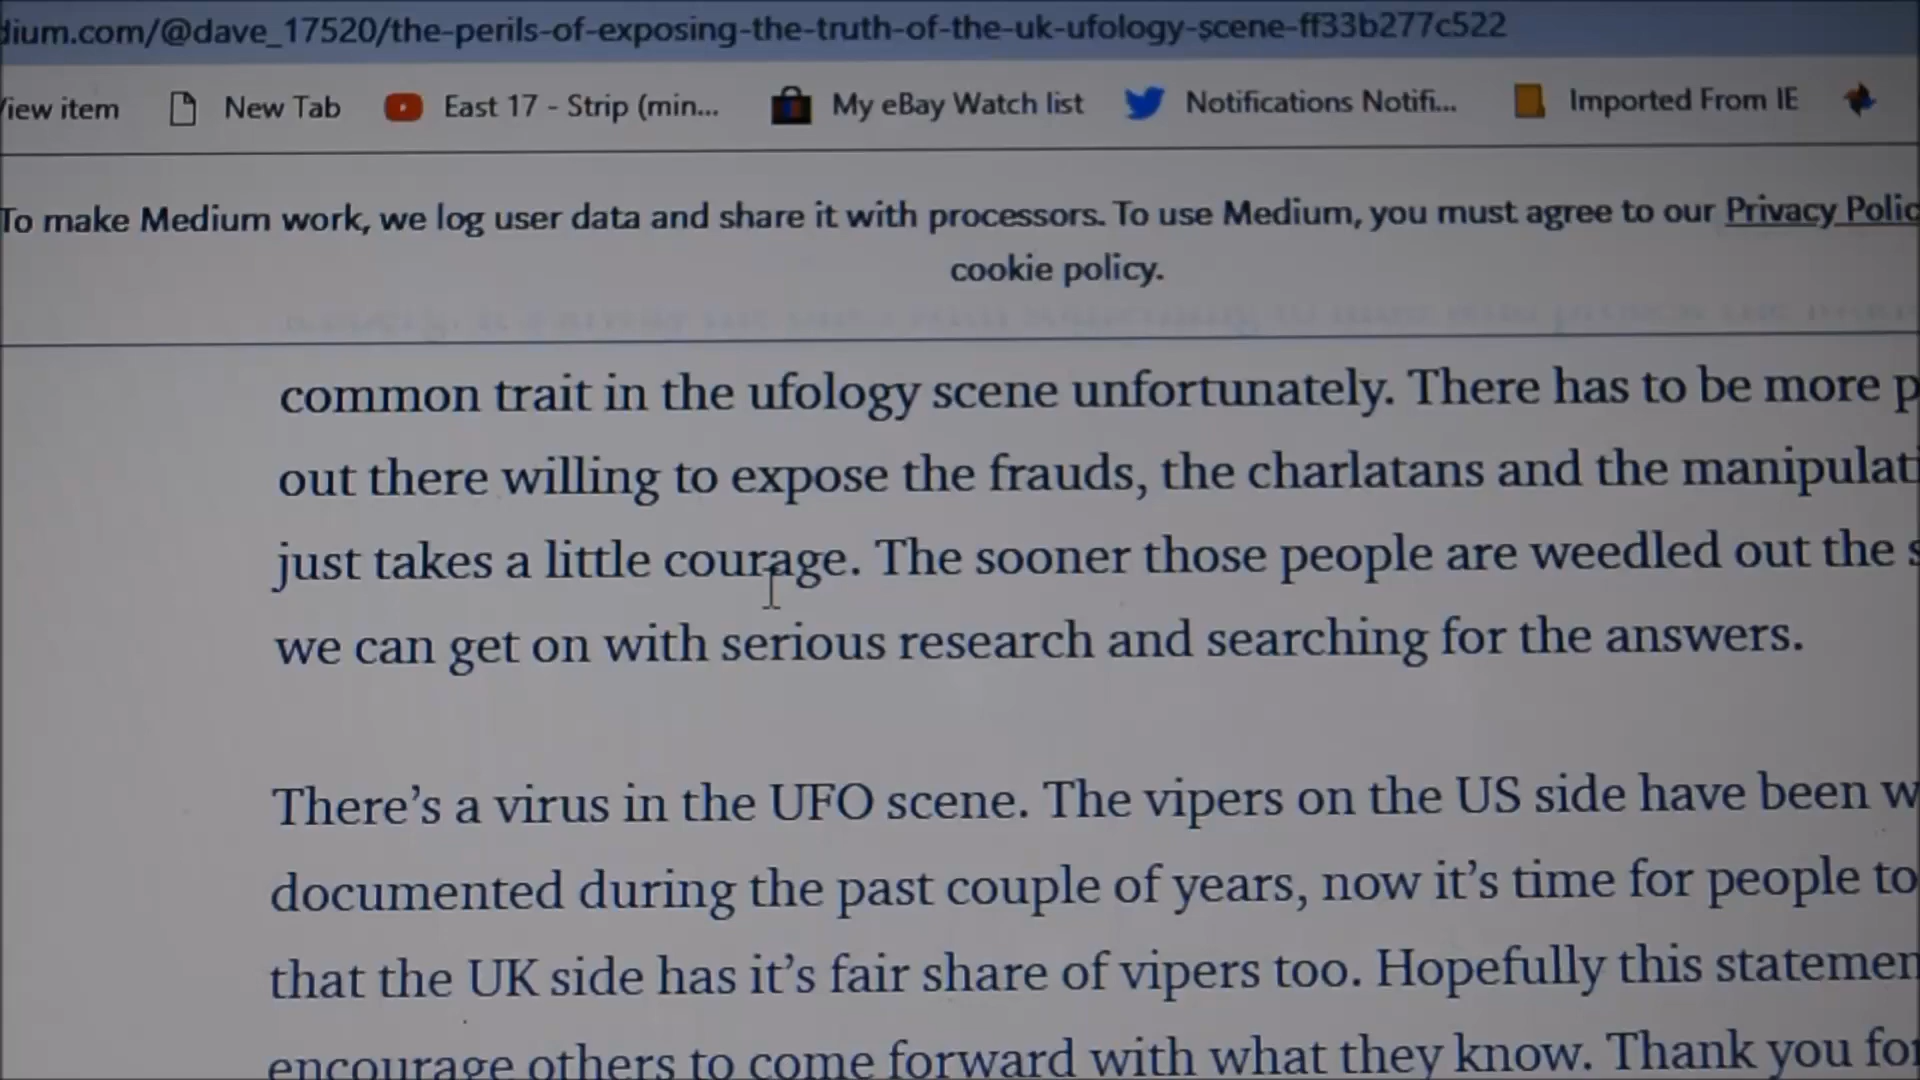 dium.com/@dave_17520/the-perils-of-exposing-the-truth-of-the-uk-ufology-scene-ff33b277c522
View item New Tab East 17 - Strip (min... My eBay Watch list Notifications Notifi... Imported From IE
To make Medium work, we log user data and share it with processors. To use Medium, you must agree to our Privacy Polic
cookie policy.
common trait in the ufology scene unfortunately. There has to be more p
out there willing to expose the frauds, the charlatans and the manipulati
just takes a little courage. The sooner those people are weedled out the s
we can get on with serious research and searching for the answers.
There's a virus in the UFO scene. The vipers on the US side have been w
documented during the past couple of years, now it's time for people to
that the UK side has it's fair share of vipers too. Hopefully this statemen
encourage others to come forward with what they know. Thank you for